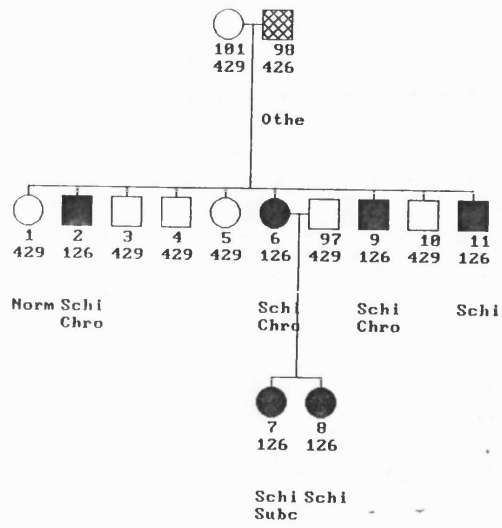 101 98
429 426
Othe
1 2 3 4 5 6 97 9 10 11
429 126 429 429 429 126 429 126 429 126
Norm Schi Schi Schi Schi
Chro Chro Chro
7 8
126 126
Schi Schi
Subc